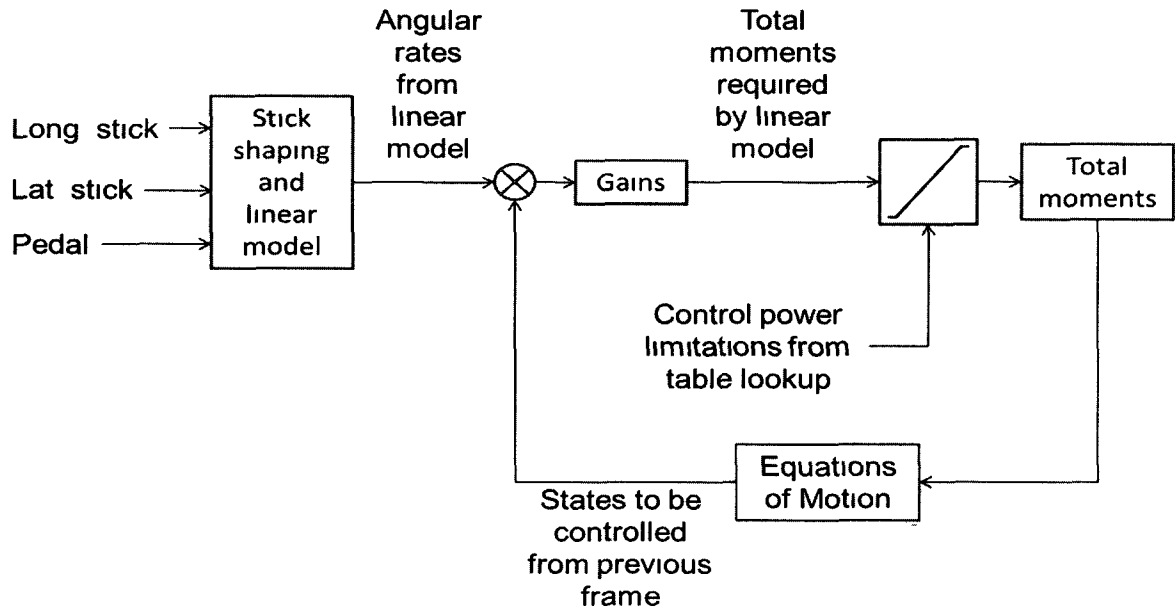 Angular
rates
from
linear
model
Total
moments
required
by linear
model
Long stick
Lat stick
Pedal
Stick
shaping
and
linear
model
Gains
Total
moments
Control power
limitations from
table lookup
Equations
of Motion
States to be
controlled
from previous
frame